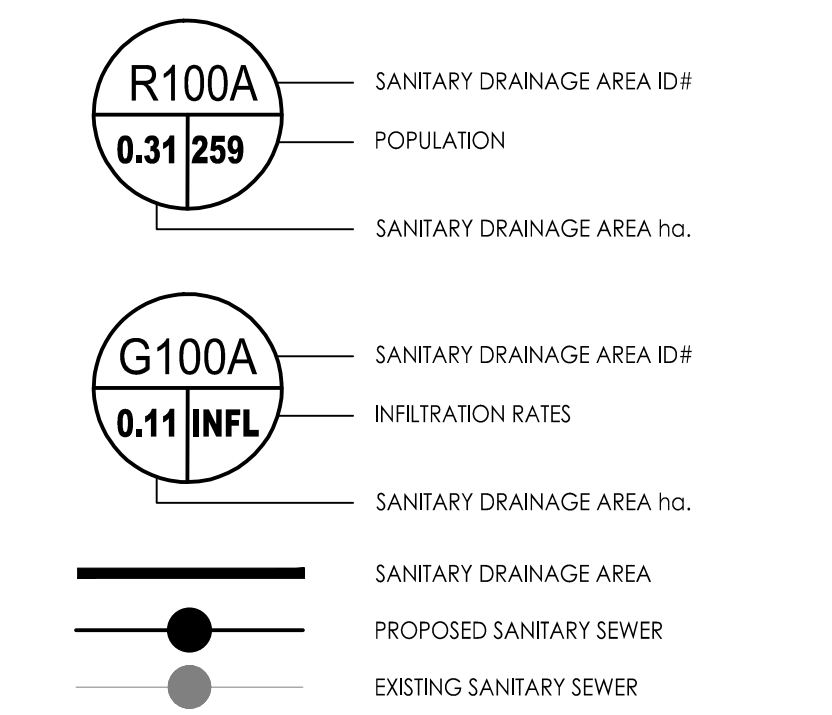 R100A
SANITARY DRAINAGE AREA ID#
0.31 259
POPULATION
SANITARY DRAINAGE AREA ha.
G100A
SANITARY DRAINAGE AREA ID#
0.11 INFL
INFILTRATION RATES
SANITARY DRAINAGE AREA ha.
SANITARY DRAINAGE AREA
PROPOSED SANITARY SEWER
EXISTING SANITARY SEWER